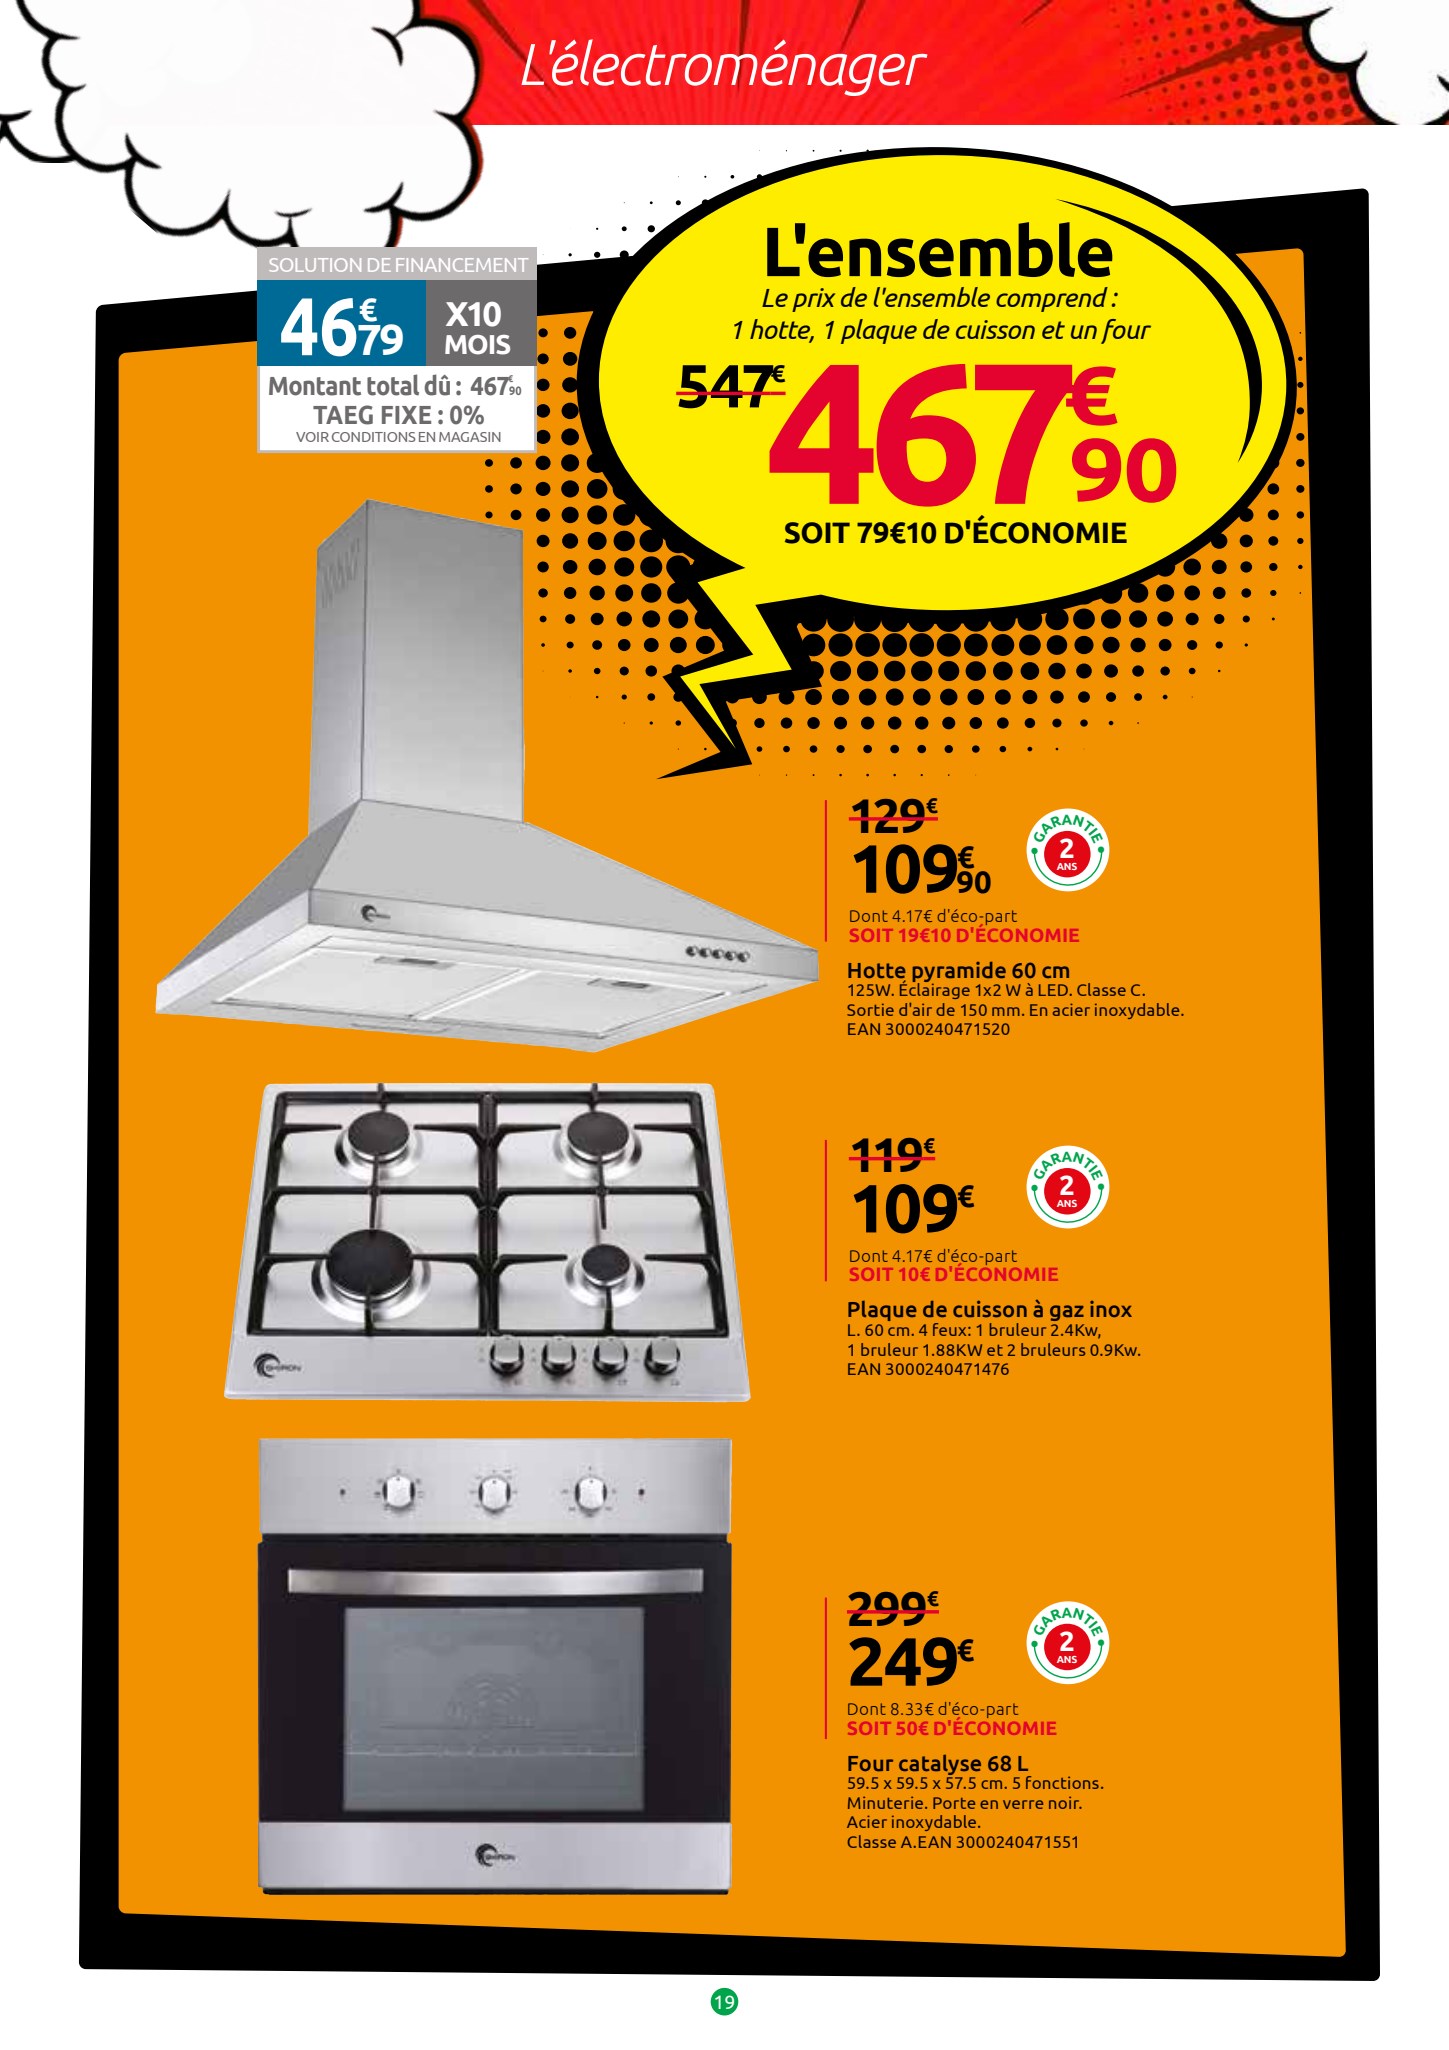 L'électroménager
SOLUTION DE FINANCEMENT
46€79
X10
MOIS
Montant total dû : 467€90
TAEG FIXE : 0%
VOIR CONDITIONS EN MAGASIN
L'ensemble
Le prix de l'ensemble comprend :
1 hotte, 1 plaque de cuisson et un four
547€
467€90
SOIT 79€10 D'ÉCONOMIE
129€
109€90
GARANTIE
2
ANS
Dont 4.17€ d'éco-part
SOIT 19€10 D'ÉCONOMIE
Hotte pyramide 60 cm
125W. Éclairage 1x2 W à LED. Classe C.
Sortie d'air de 150 mm. En acier inoxydable.
EAN 3000240471520
119€
109€
GARANTIE
2
ANS
Dont 4.17€ d'éco-part
SOIT 10€ D'ÉCONOMIE
Plaque de cuisson à gaz inox
L. 60 cm. 4 feux: 1 bruleur 2.4Kw,
1 bruleur 1.88KW et 2 bruleurs 0.9Kw.
EAN 3000240471476
299€
249€
GARANTIE
2
ANS
Dont 8.33€ d'éco-part
SOIT 50€ D'ÉCONOMIE
Four catalyse 68 L
59.5 x 59.5 x 57.5 cm. 5 fonctions.
Minuterie. Porte en verre noir.
Acier inoxydable.
Classe A.EAN 3000240471551
19